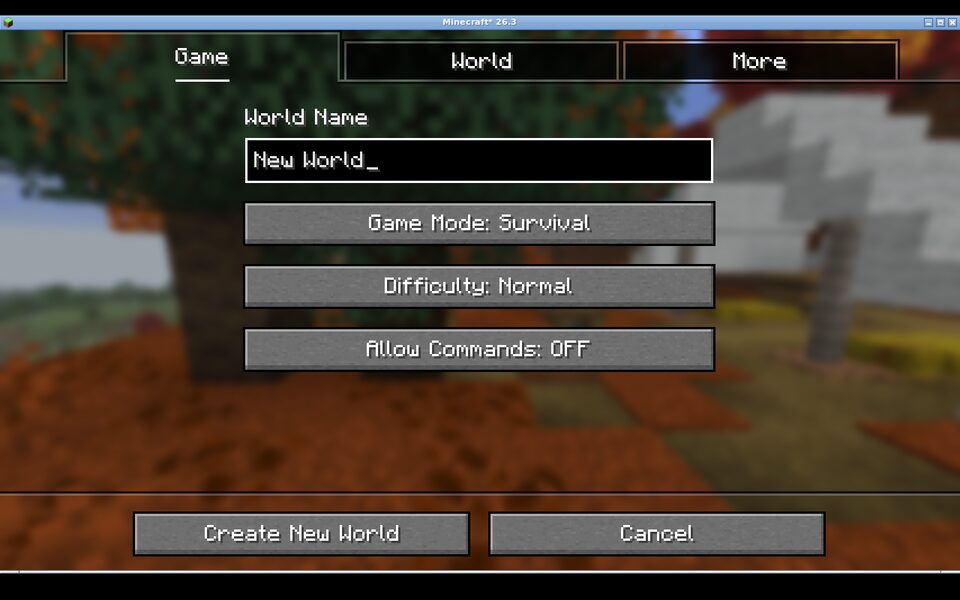 Minecraft* 26.3
Game
World
More
World Name
New World_
Game Mode: Survival
Difficulty: Normal
Allow Commands: OFF
Create New World
Cancel